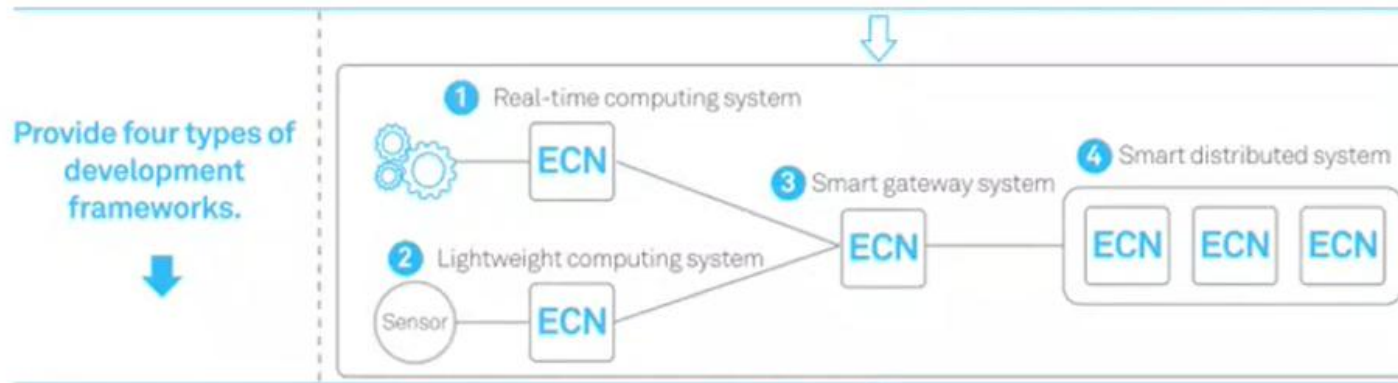 Provide four types of
development
frameworks.
1 Real-time computing system
ECN
2 Lightweight computing system
Sensor
ECN
3 Smart gateway system
ECN
4 Smart distributed system
ECN ECN ECN